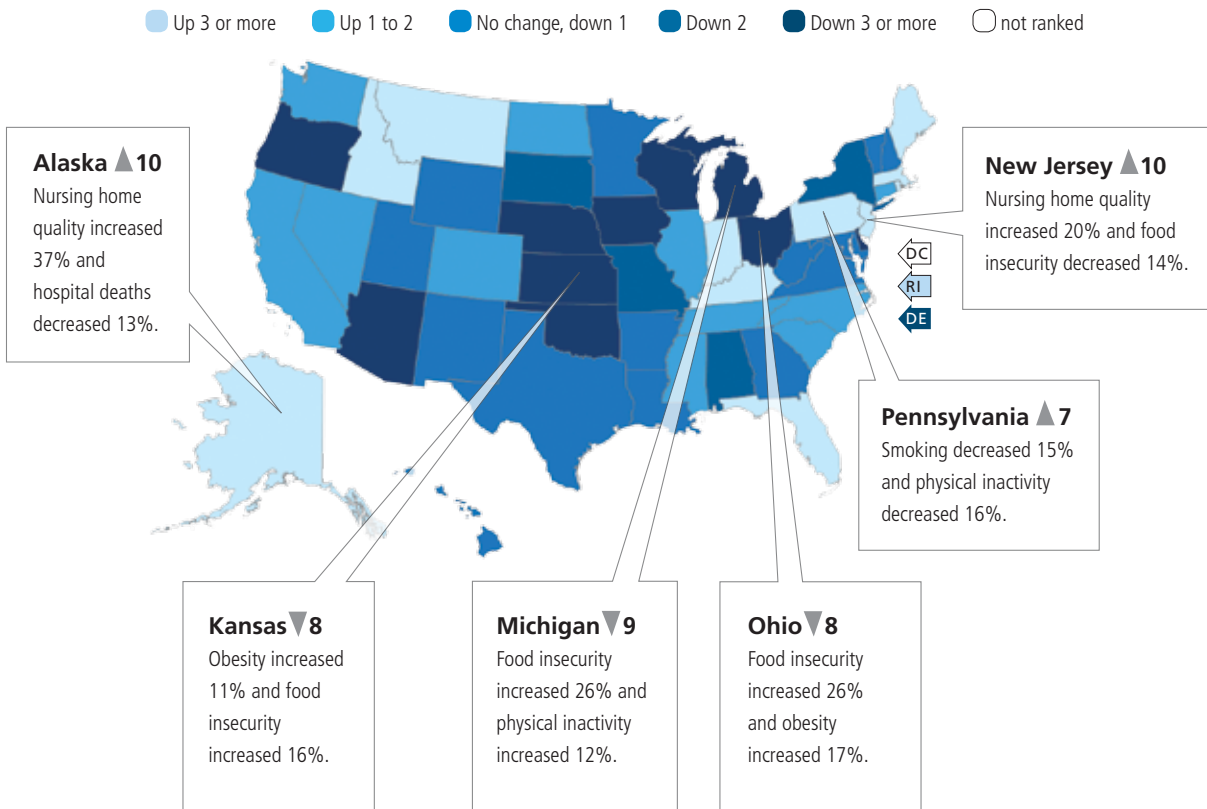 Up 3 or more
Up 1 to 2
No change, down 1
Down 2
Down 3 or more
not ranked
Alaska ▲10
Nursing home
quality increased
37% and
hospital deaths
decreased 13%.
New Jersey ▲10
Nursing home quality
increased 20% and food
insecurity decreased 14%.
DC
RI
DE
Pennsylvania ▲7
Smoking decreased 15%
and physical inactivity
decreased 16%.
Kansas ▼8
Obesity increased
11% and food
insecurity
increased 16%.
Michigan ▼9
Food insecurity
increased 26% and
physical inactivity
increased 12%.
Ohio ▼8
Food insecurity
increased 26%
and obesity
increased 17%.